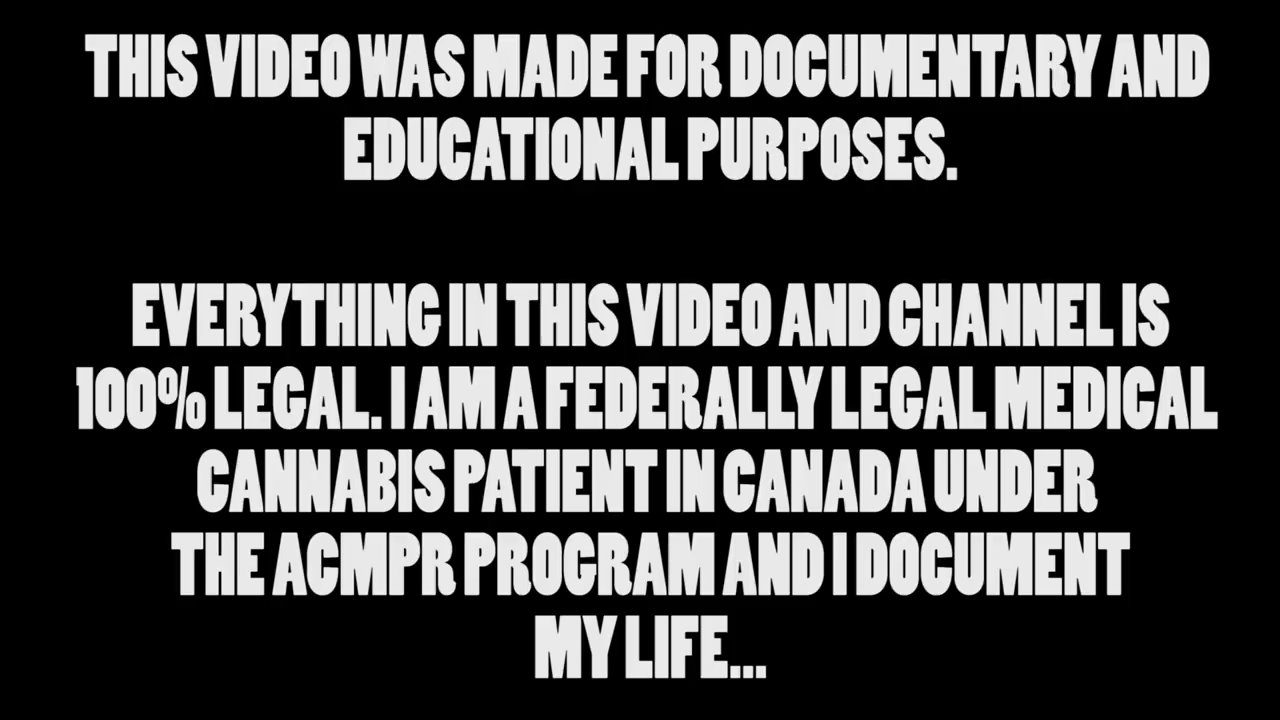 THIS VIDEO WAS MADE FOR DOCUMENTARY AND
EDUCATIONAL PURPOSES.
EVERYTHING IN THIS VIDEO AND CHANNEL IS
100% LEGAL. I AM A FEDERALLY LEGAL MEDICAL
CANNABIS PATIENT IN CANADA UNDER
THE ACMPR PROGRAM AND I DOCUMENT
MY LIFE...